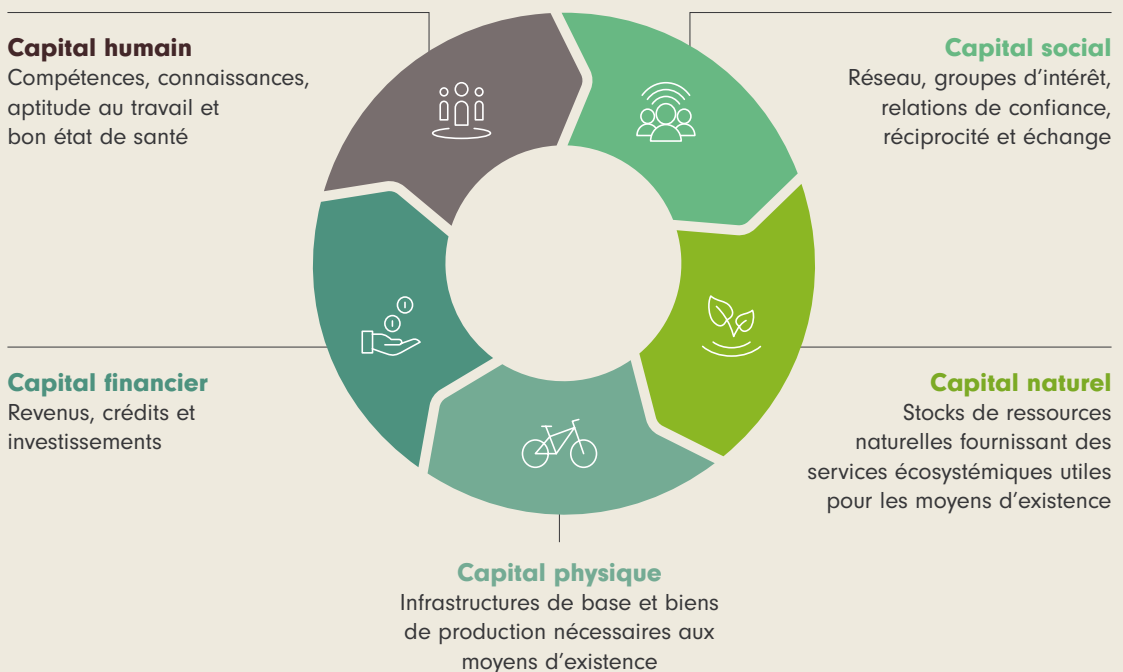 Capital humain
Compétences, connaissances,
aptitude au travail et
bon état de santé
Capital social
Réseau, groupes d’intérêt,
relations de confiance,
réciprocité et échange
Capital financier
Revenus, crédits et
investissements
Capital naturel
Stocks de ressources
naturelles fournissant des
services écosystémiques utiles
pour les moyens d’existence
Capital physique
Infrastructures de base et biens
de production nécessaires aux
moyens d’existence